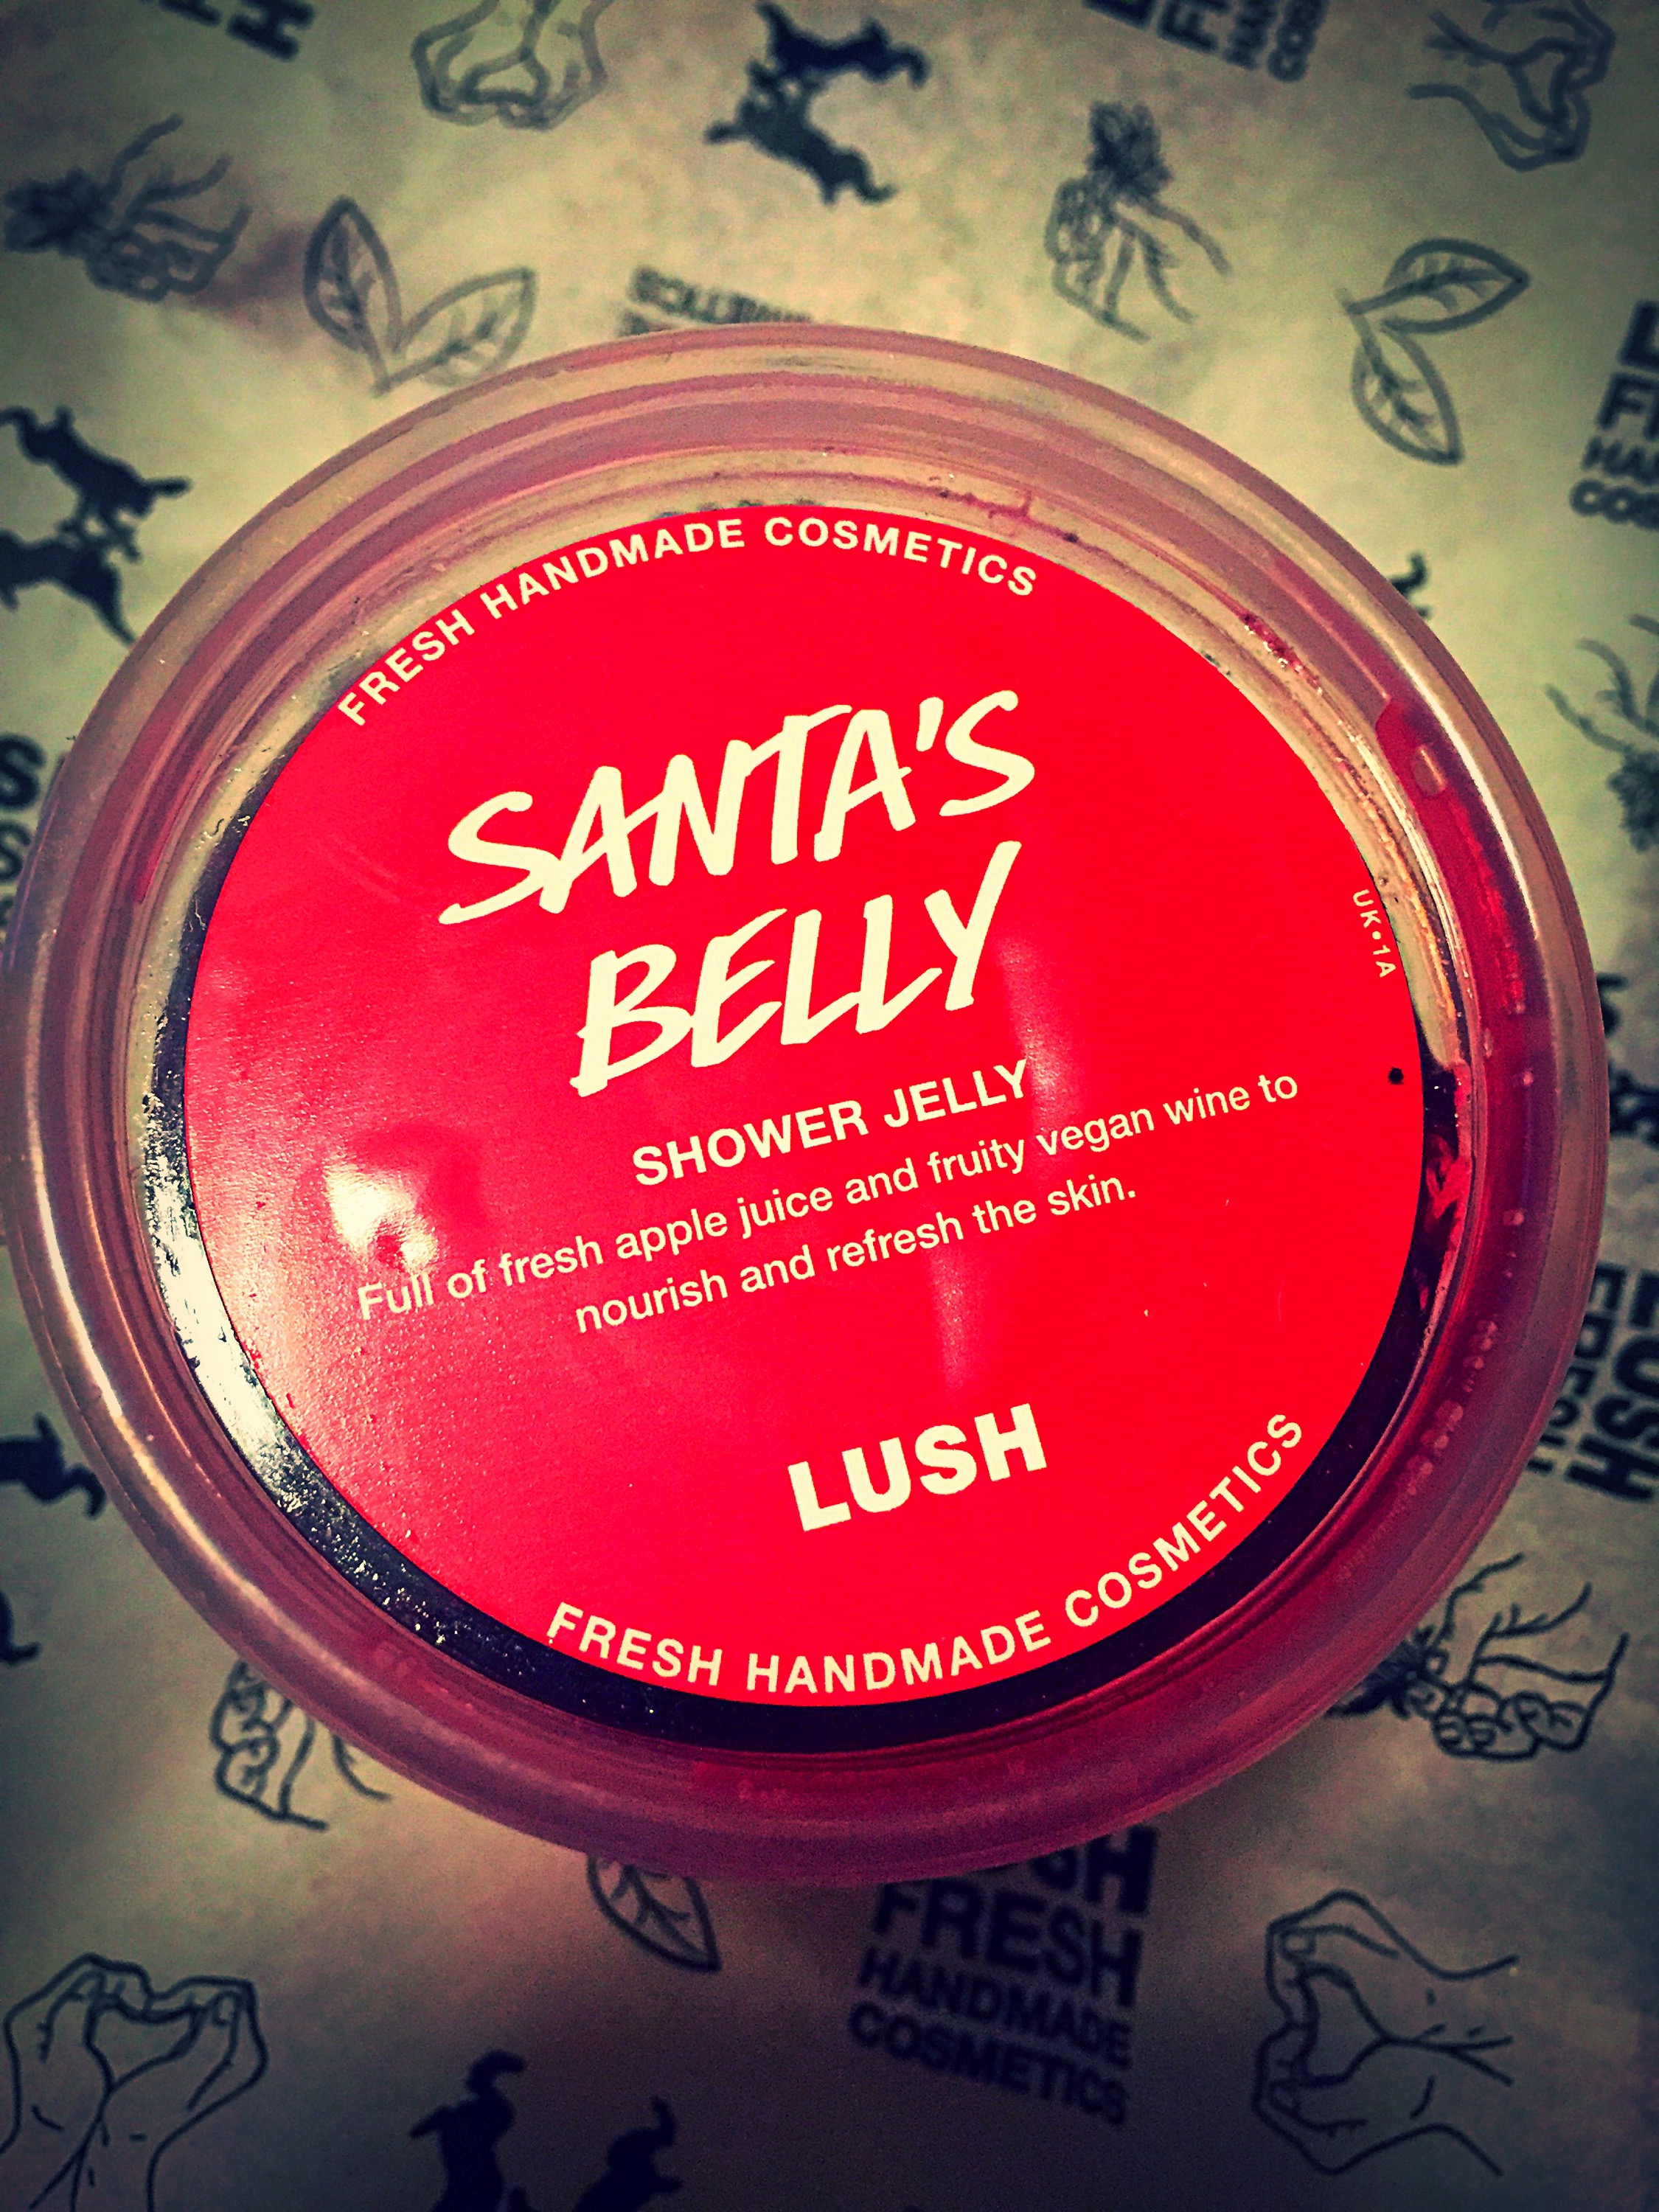 FRESH HANDMADE COSMETICS
SANTA'S
BELLY
UK•1A
SHOWER JELLY
Full of fresh apple juice and fruity vegan wine to
nourish and refresh the skin.
LUSH
FRESH HANDMADE COSMETICS
FRESH
HANDMADE
COSMETICS